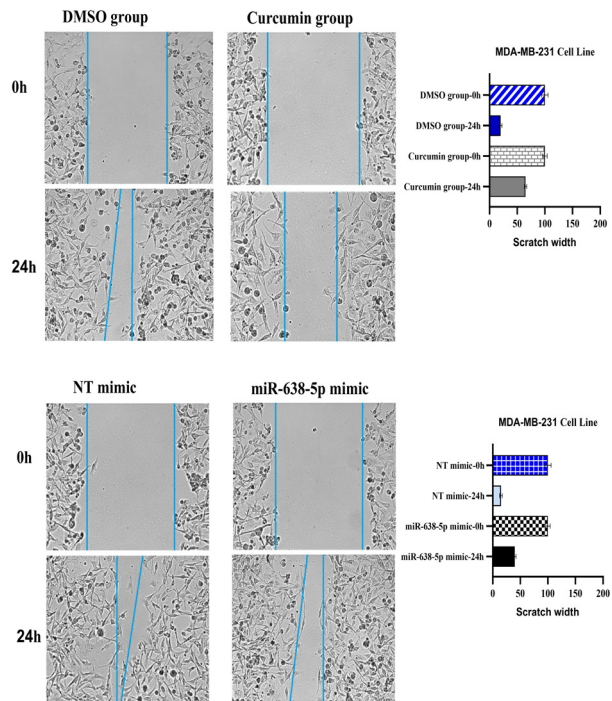 DMSO group
Curcumin group
0h
24h
MDA-MB-231 Cell Line
DMSO group-0h
DMSO group-24h
Curcumin group-0h
Curcumin group-24h
0 50 100 150 200
Scratch width
NT mimic
miR-638-5p mimic
0h
24h
MDA-MB-231 Cell Line
NT mimic-0h
NT mimic-24h
miR-638-5p mimic-0h
miR-638-5p mimic-24h
0 50 100 150 200
Scratch width